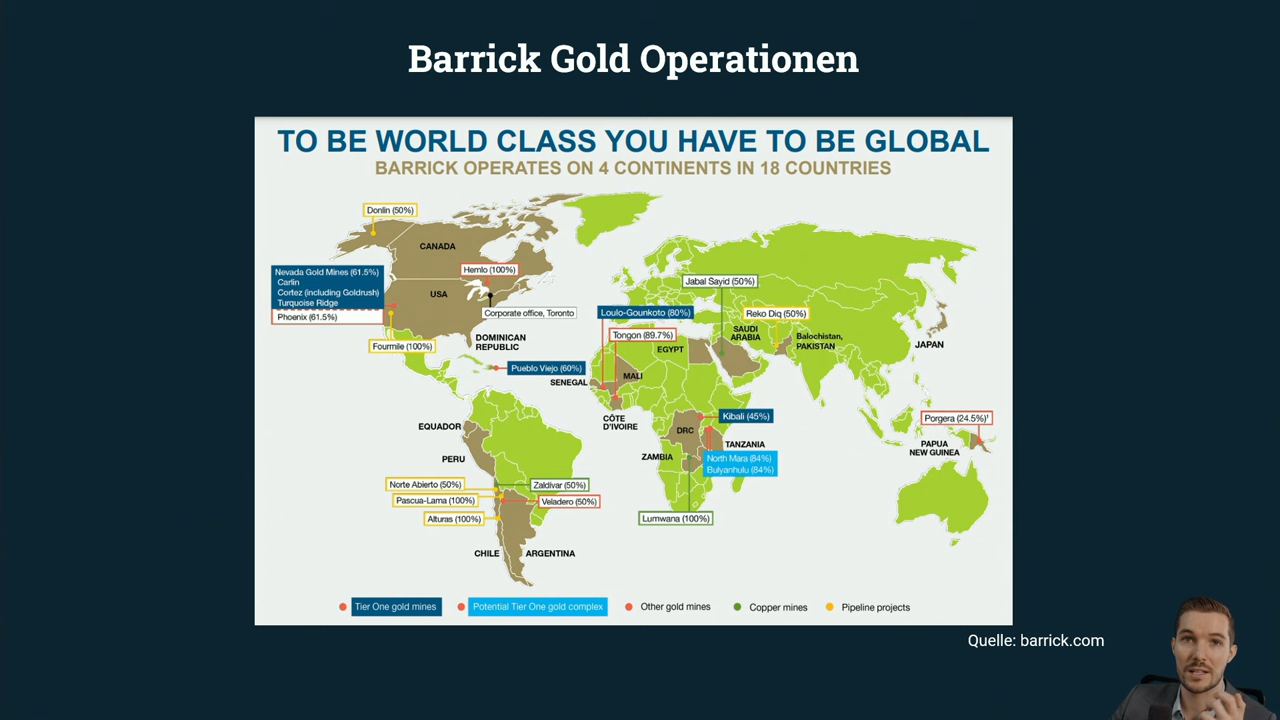 Barrick Gold Operationen
TO BE WORLD CLASS YOU HAVE TO BE GLOBAL
BARRICK OPERATES ON 4 CONTINENTS IN 18 COUNTRIES
Donlin (50%)
CANADA
Nevada Gold Mines (61.5%)
Carlin
Cortez (including Goldrush)
Turquoise Ridge
Phoenix (61.5%)
Hemlo (100%)
USA
Corporate office, Toronto
Fourmile (100%)
DOMINICAN
REPUBLIC
Pueblo Viejo (60%)
Jabal Sayid (50%)
Loulo-Gounkoto (80%)
Reko Diq (50%)
Tongon (89.7%)
SAUDI
ARABIA
Balochistan,
PAKISTAN
EGYPT
JAPAN
MALI
SENEGAL
CÔTE
D'IVOIRE
Kibali (45%)
DRC
TANZANIA
ZAMBIA
North Mara (84%)
Bulyanhulu (84%)
Porgera (24.5%)¹
PAPUA
NEW GUINEA
EQUADOR
PERU
Norte Abierto (50%)
Zaldívar (50%)
Pascua-Lama (100%)
Veladero (50%)
Alturas (100%)
Lumwana (100%)
CHILE
ARGENTINA
Tier One gold mines
Potential Tier One gold complex
Other gold mines
Copper mines
Pipeline projects
Quelle: barrick.com